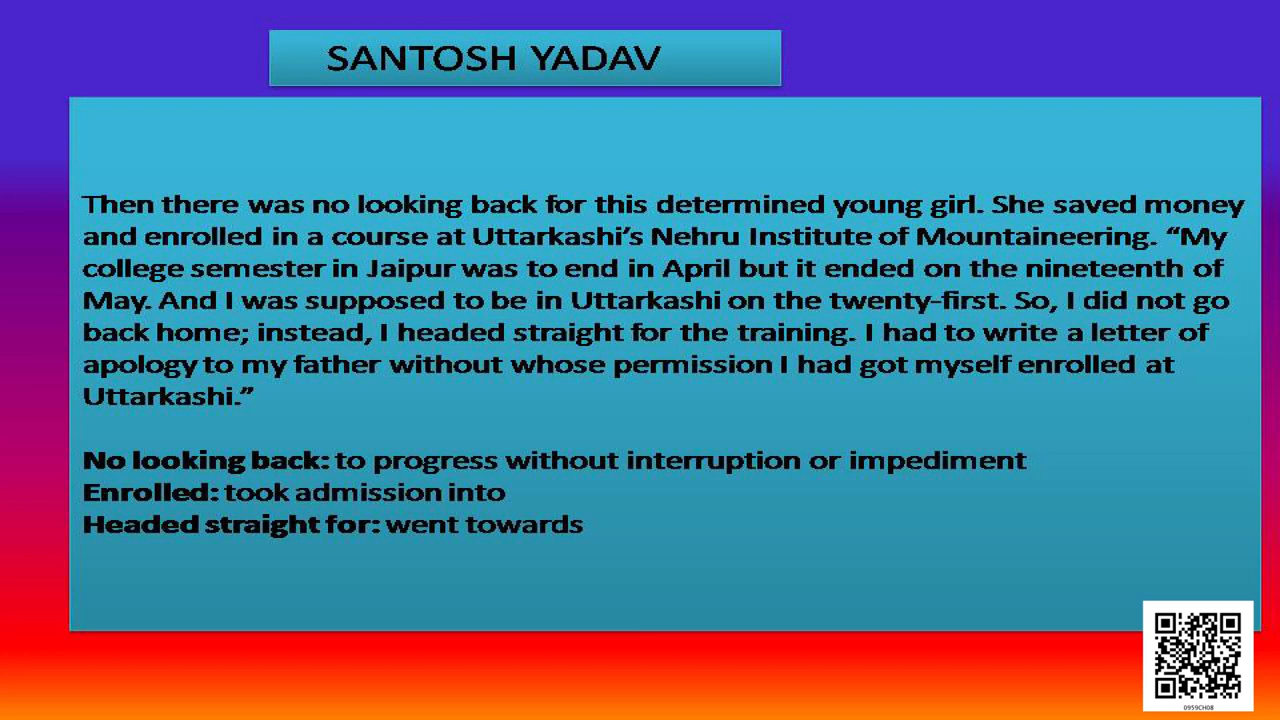 SANTOSH YADAV
Then there was no looking back for this determined young girl. She saved money
and enrolled in a course at Uttarkashi’s Nehru Institute of Mountaineering. “My
college semester in Jaipur was to end in April but it ended on the nineteenth of
May. And I was supposed to be in Uttarkashi on the twenty-first. So, I did not go
back home; instead, I headed straight for the training. I had to write a letter of
apology to my father without whose permission I had got myself enrolled at
Uttarkashi.”
No looking back: to progress without interruption or impediment
Enrolled: took admission into
Headed straight for: went towards
0959CH08